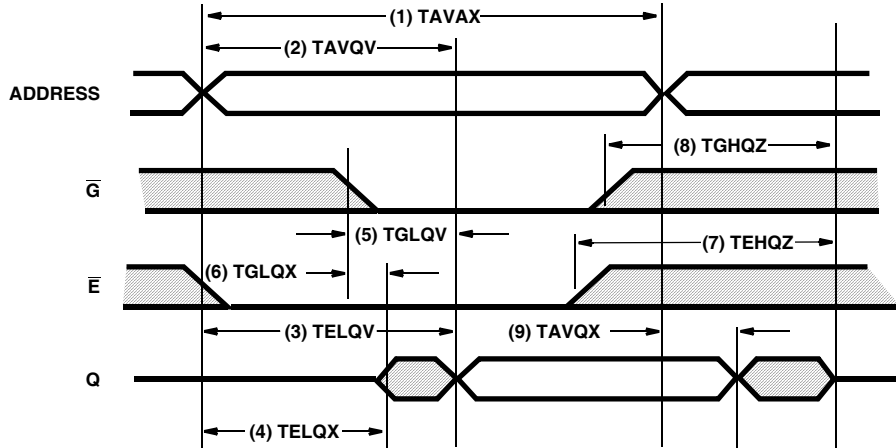 (1) TAVAX
(2) TAVQV
ADDRESS
(8) TGHQZ
G̅
(5) TGLQV
(7) TEHQZ
(6) TGLQX
E̅
(3) TELQV
(9) TAVQX
Q
(4) TELQX